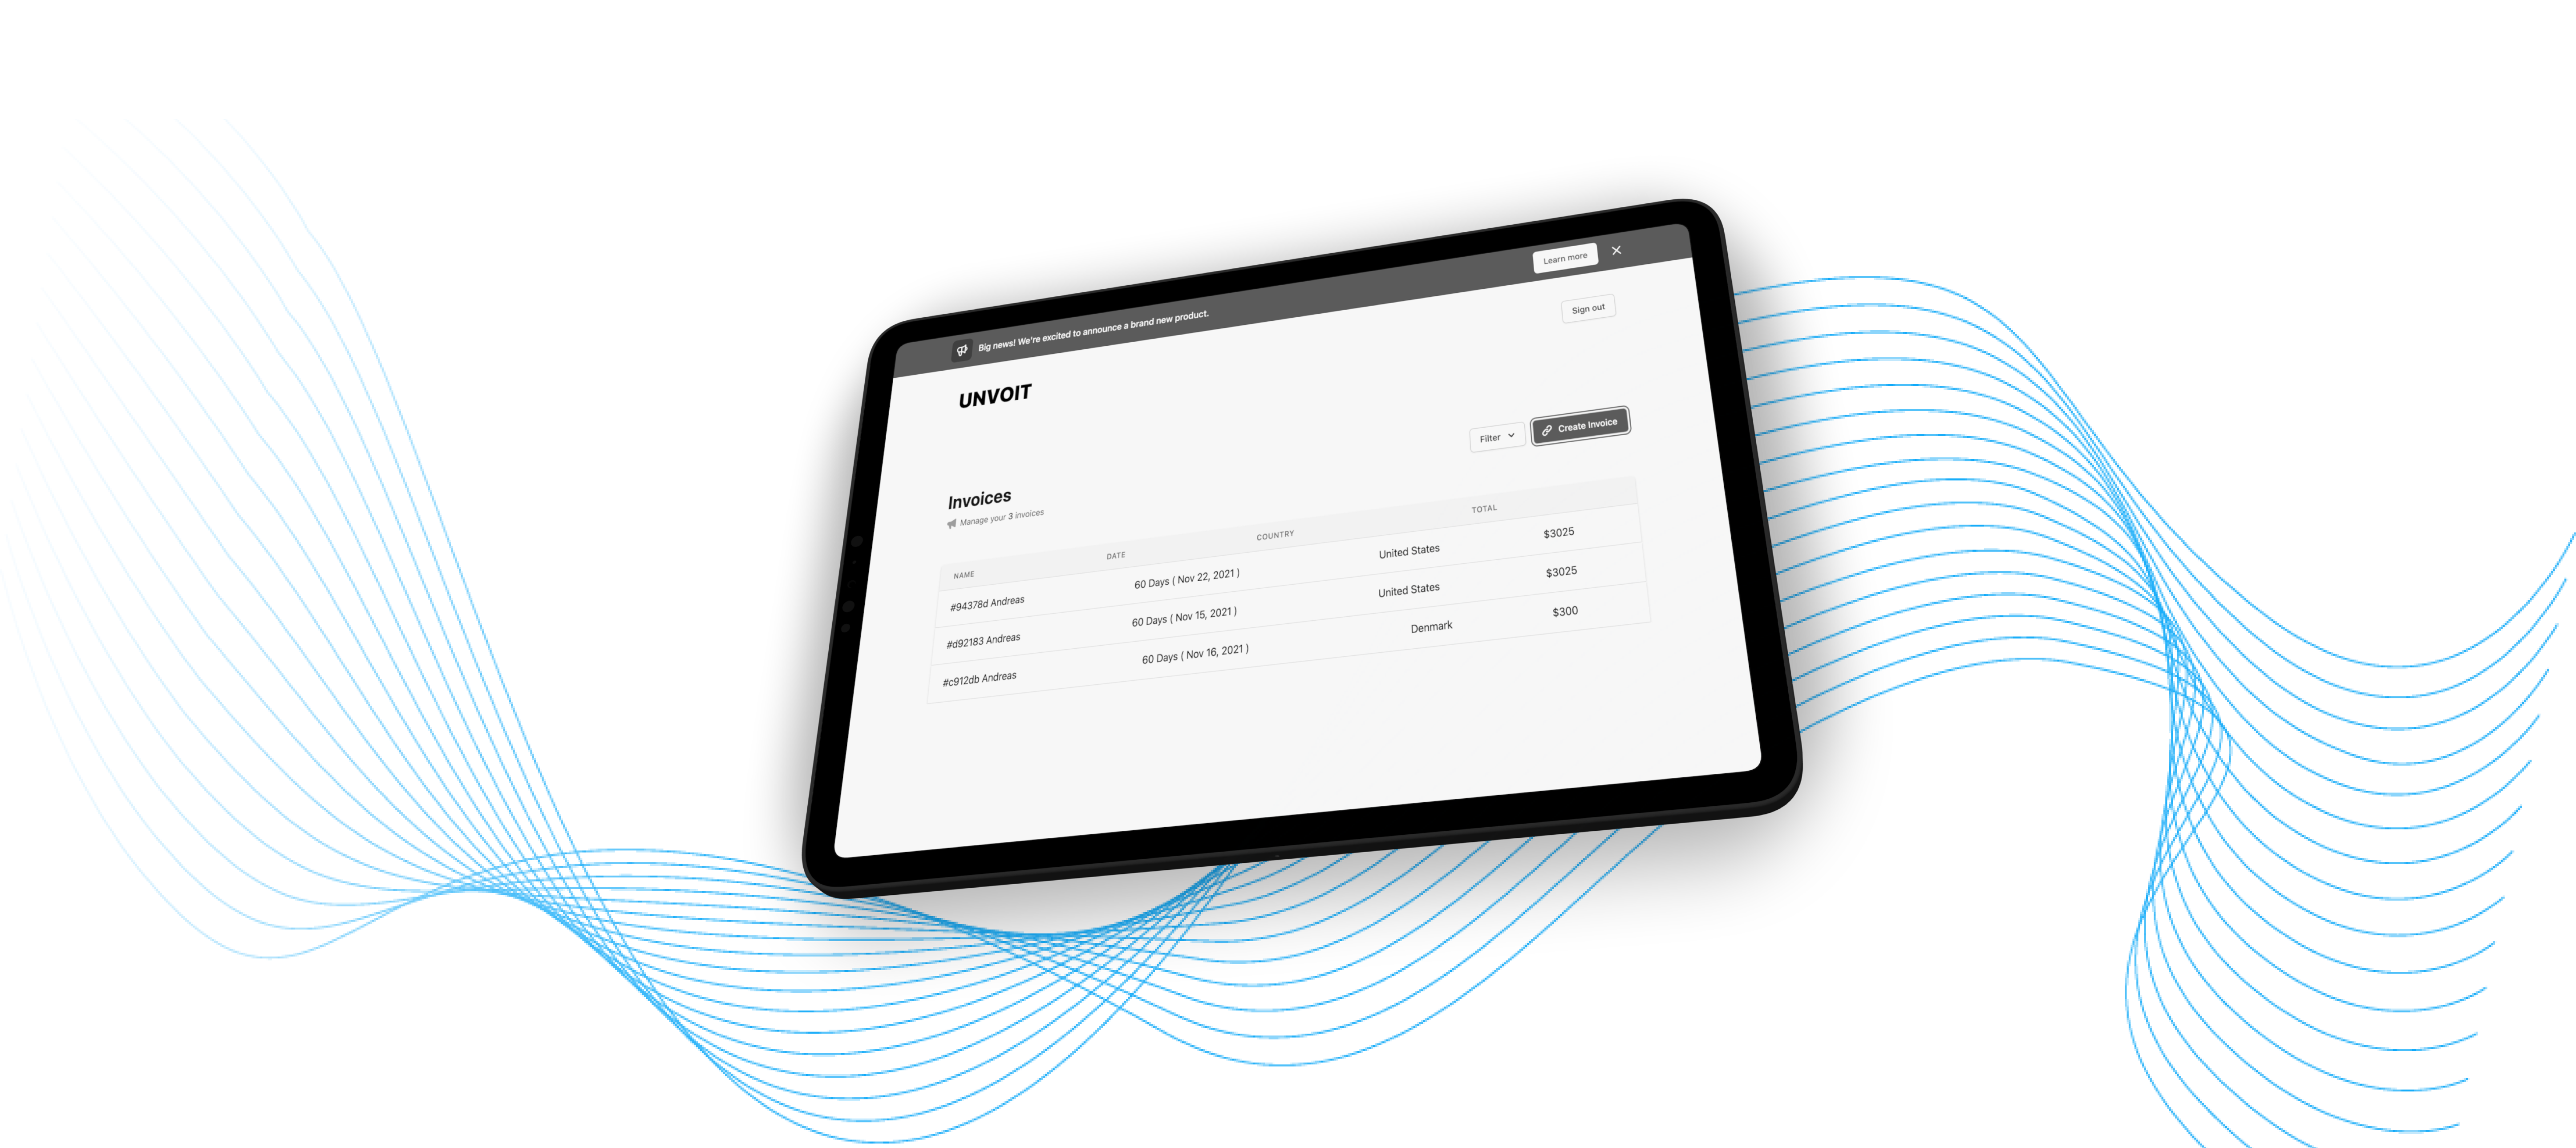 Big news! We're excited to announce a brand new product.
Learn more
UNVOIT
Sign out
Filter
Create Invoice
Invoices
Manage your 3 invoices
NAME DATE COUNTRY TOTAL
#94378d Andreas 60 Days ( Nov 22, 2021 ) United States $3025
#d92183 Andreas 60 Days ( Nov 15, 2021 ) United States $3025
#c912db Andreas 60 Days ( Nov 16, 2021 ) Denmark $300